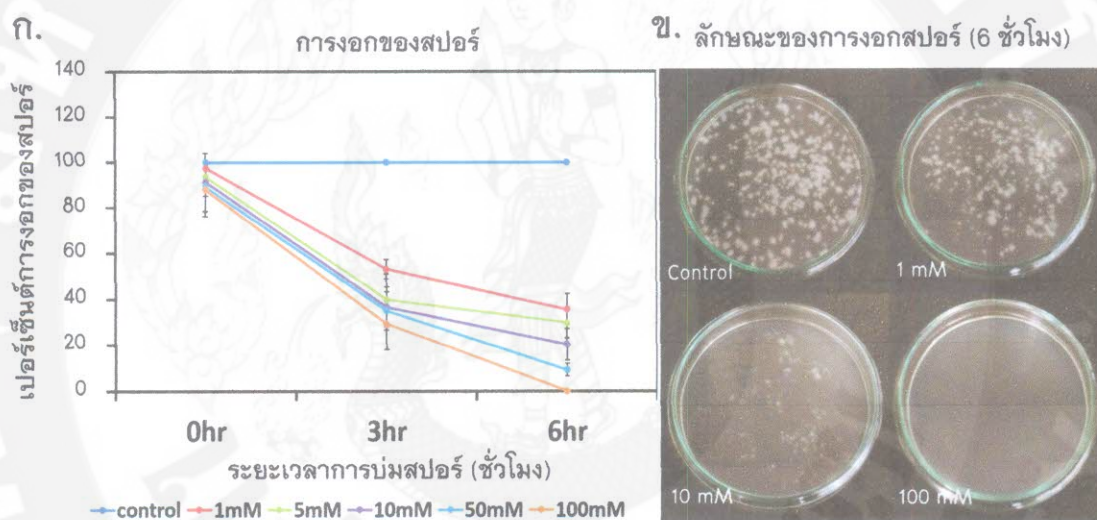 ก.
การงอกของสปอร์
เปอร์เซ็นต์การงอกของสปอร์
140
120
100
80
60
40
20
0
0hr 3hr 6hr
ระยะเวลาการบ่มสปอร์ (ชั่วโมง)
control 1mM 5mM 10mM 50mM 100mM
ข. ลักษณะของการงอกสปอร์ (6 ชั่วโมง)
Control 1 mM
10 mM 100 mM